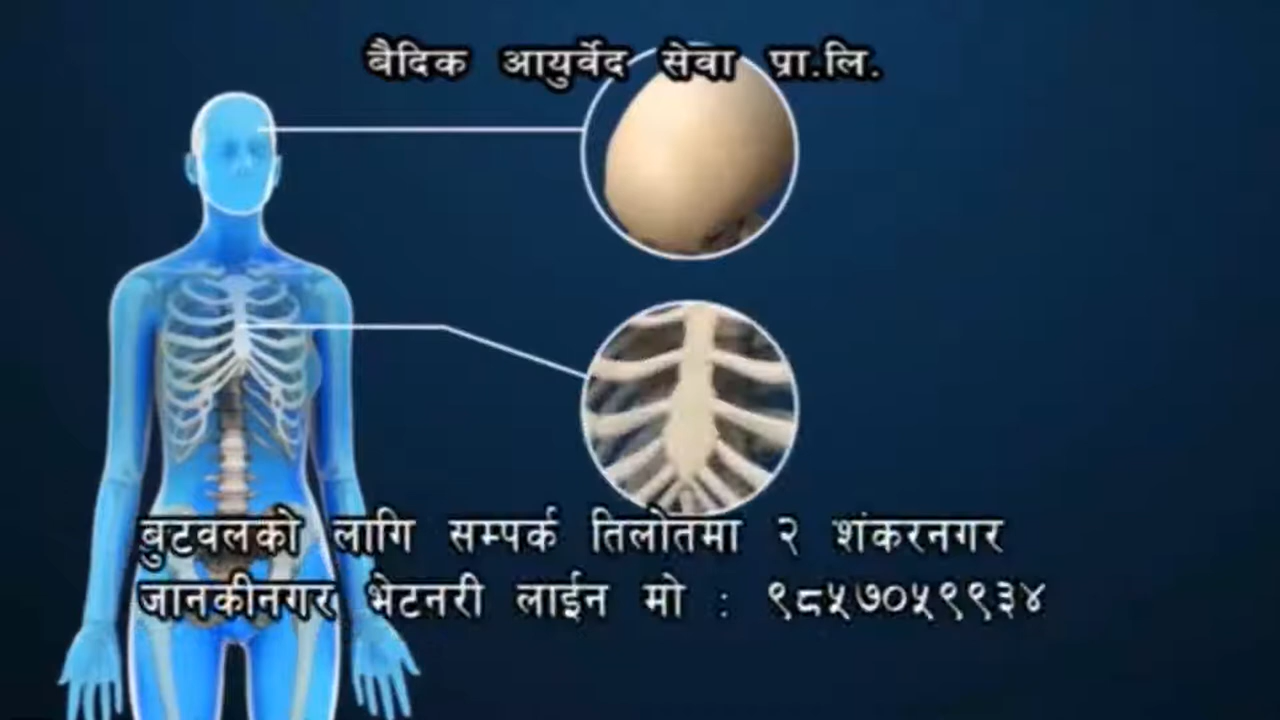 बैदिक आयुर्वेद सेवा प्रा.लि.
बुटवलको लागि सम्पर्क तिलोतमा २ शंकरनगर
जानकीनगर भेटनरी लाईन मो : ९८५७०५९९३४